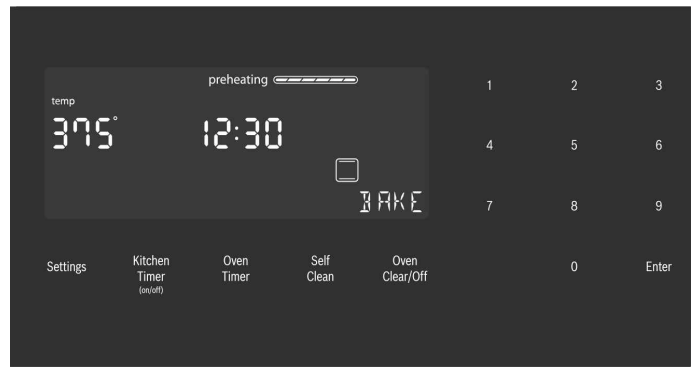 preheating
temp
375° 12:30
BAKE
1 2 3
4 5 6
7 8 9
0 Enter
Settings
Kitchen
Timer
(on/off)
Oven
Timer
Self
Clean
Oven
Clear/Off